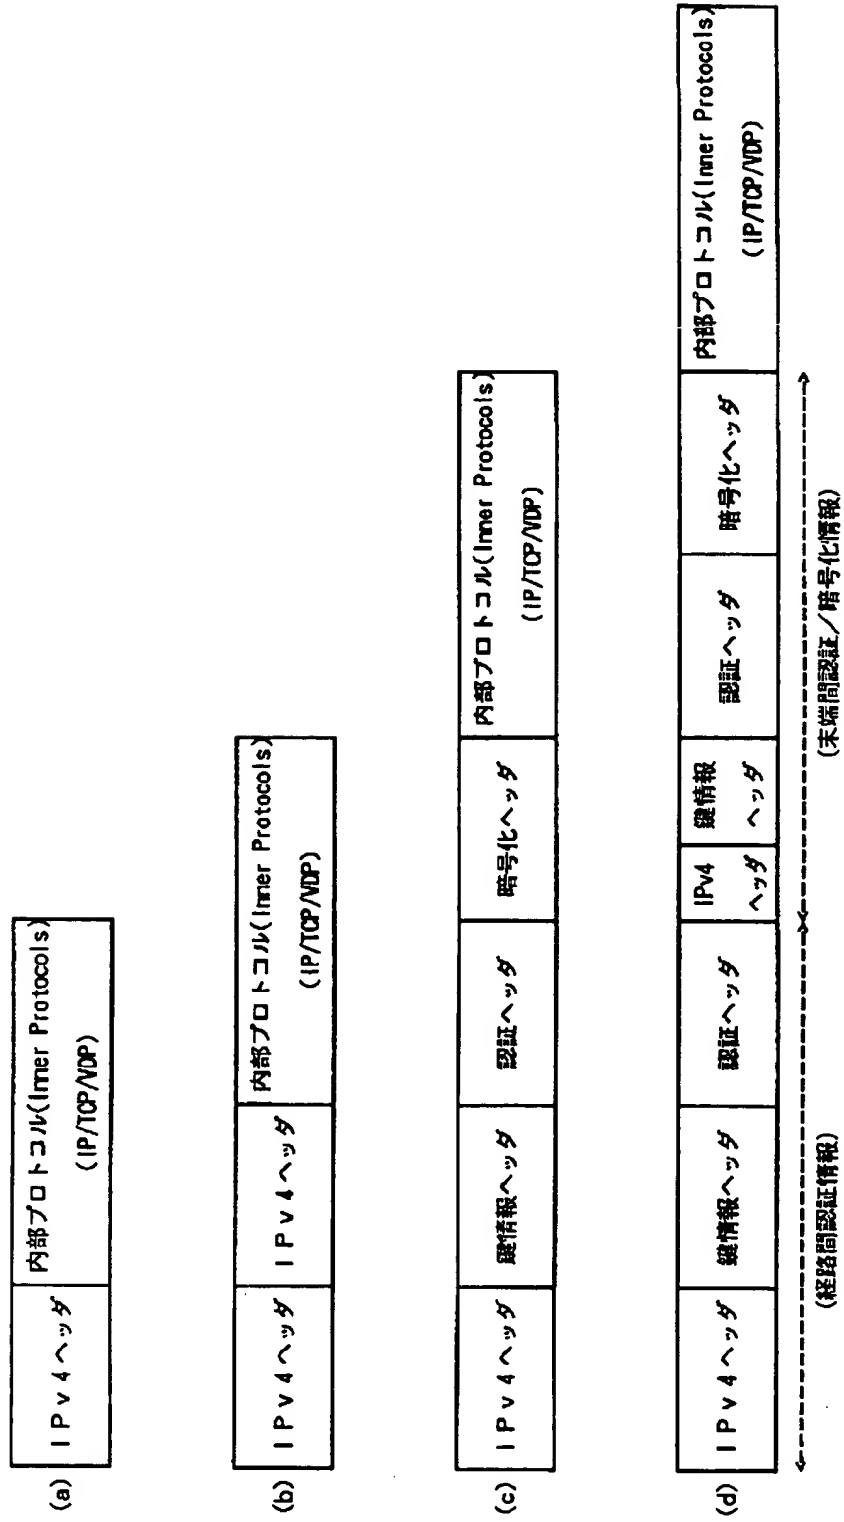 (a)
IPv4ヘッダ
内部プロトコル(Inner Protocols)
(IP/TCP/VDP)
(b)
IPv4ヘッダ
IPv4ヘッダ
内部プロトコル(Inner Protocols)
(IP/TCP/VDP)
(c)
IPv4ヘッダ
鍵情報ヘッダ
認証ヘッダ
暗号化ヘッダ
内部プロトコル(Inner Protocols)
(IP/TCP/VDP)
(d)
IPv4ヘッダ
鍵情報ヘッダ
認証ヘッダ
IPv4
ヘッダ
鍵情報
ヘッダ
認証ヘッダ
暗号化ヘッダ
内部プロトコル(Inner Protocols)
(IP/TCP/VDP)
(経路間認証情報)
(末端間認証/暗号化情報)